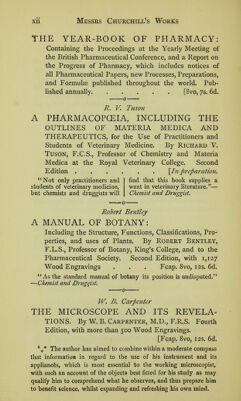 xii Messrs Churchill's Works
THE YEAR-BOOK OF PHARMACY:
Containing the Proceedings at the Yearly Meeting of
the British Pharmaceutical Conference, and a Report on
the Progress of Pharmacy, which includes notices of
all Pharmaceutical Papers, new Processes, Preparations,
and Formulæ published throughout the world. Pub-
lished annually. . . . . . [8vo, 7s. 6d.
R. V. Tuson
A PHARMACOPŒIA, INCLUDING THE
OUTLINES OF MATERIA MEDICA AND
THERAPEUTICS, for the Use of Practitioners and
Students of Veterinary Medicine. By Richard V.
Tuson, F.C.S., Professor of Chemistry and Materia
Medica at the Royal Veterinary College. Second
Edition . . . . . [In preparation.
"Not only practitioners and
students of veterinary medicine,
but chemists and druggists will
find that this book supplies a
want in veterinary literature."—
Chemist and Druggist.
Robert Bentley
A MANUAL OF BOTANY:
Including the Structure, Functions, Classifications, Pro-
perties, and uses of Plants. By Robert Bentley,
F.L.S., Professor of Botany, King's College, and to the
Pharmaceutical Society. Second Edition, with 1,127
Wood Engravings . . . Fcap. 8vo, 12s. 6d.
"As the standard manual of botany its position is undisputed."
—Chemist and Druggist.
W. B. Carpenter
THE MICROSCOPE AND ITS REVELA-
TIONS. By W. B. Carpenter, M.D., F.R.S. Fourth
Edition, with more than 500 Wood Engravings.
[Fcap. 8vo, 12s. 6d.
*** The author has aimed to combine within a moderate compass
that information in regard to the use of his instrument and its
appliances, which is most essential to the working microscopist,
with such an account of the objects best fitted for his study as may
qualify him to comprehend what he observes, and thus prepare him
to benefit science, whilst expanding and refreshing his own mind.